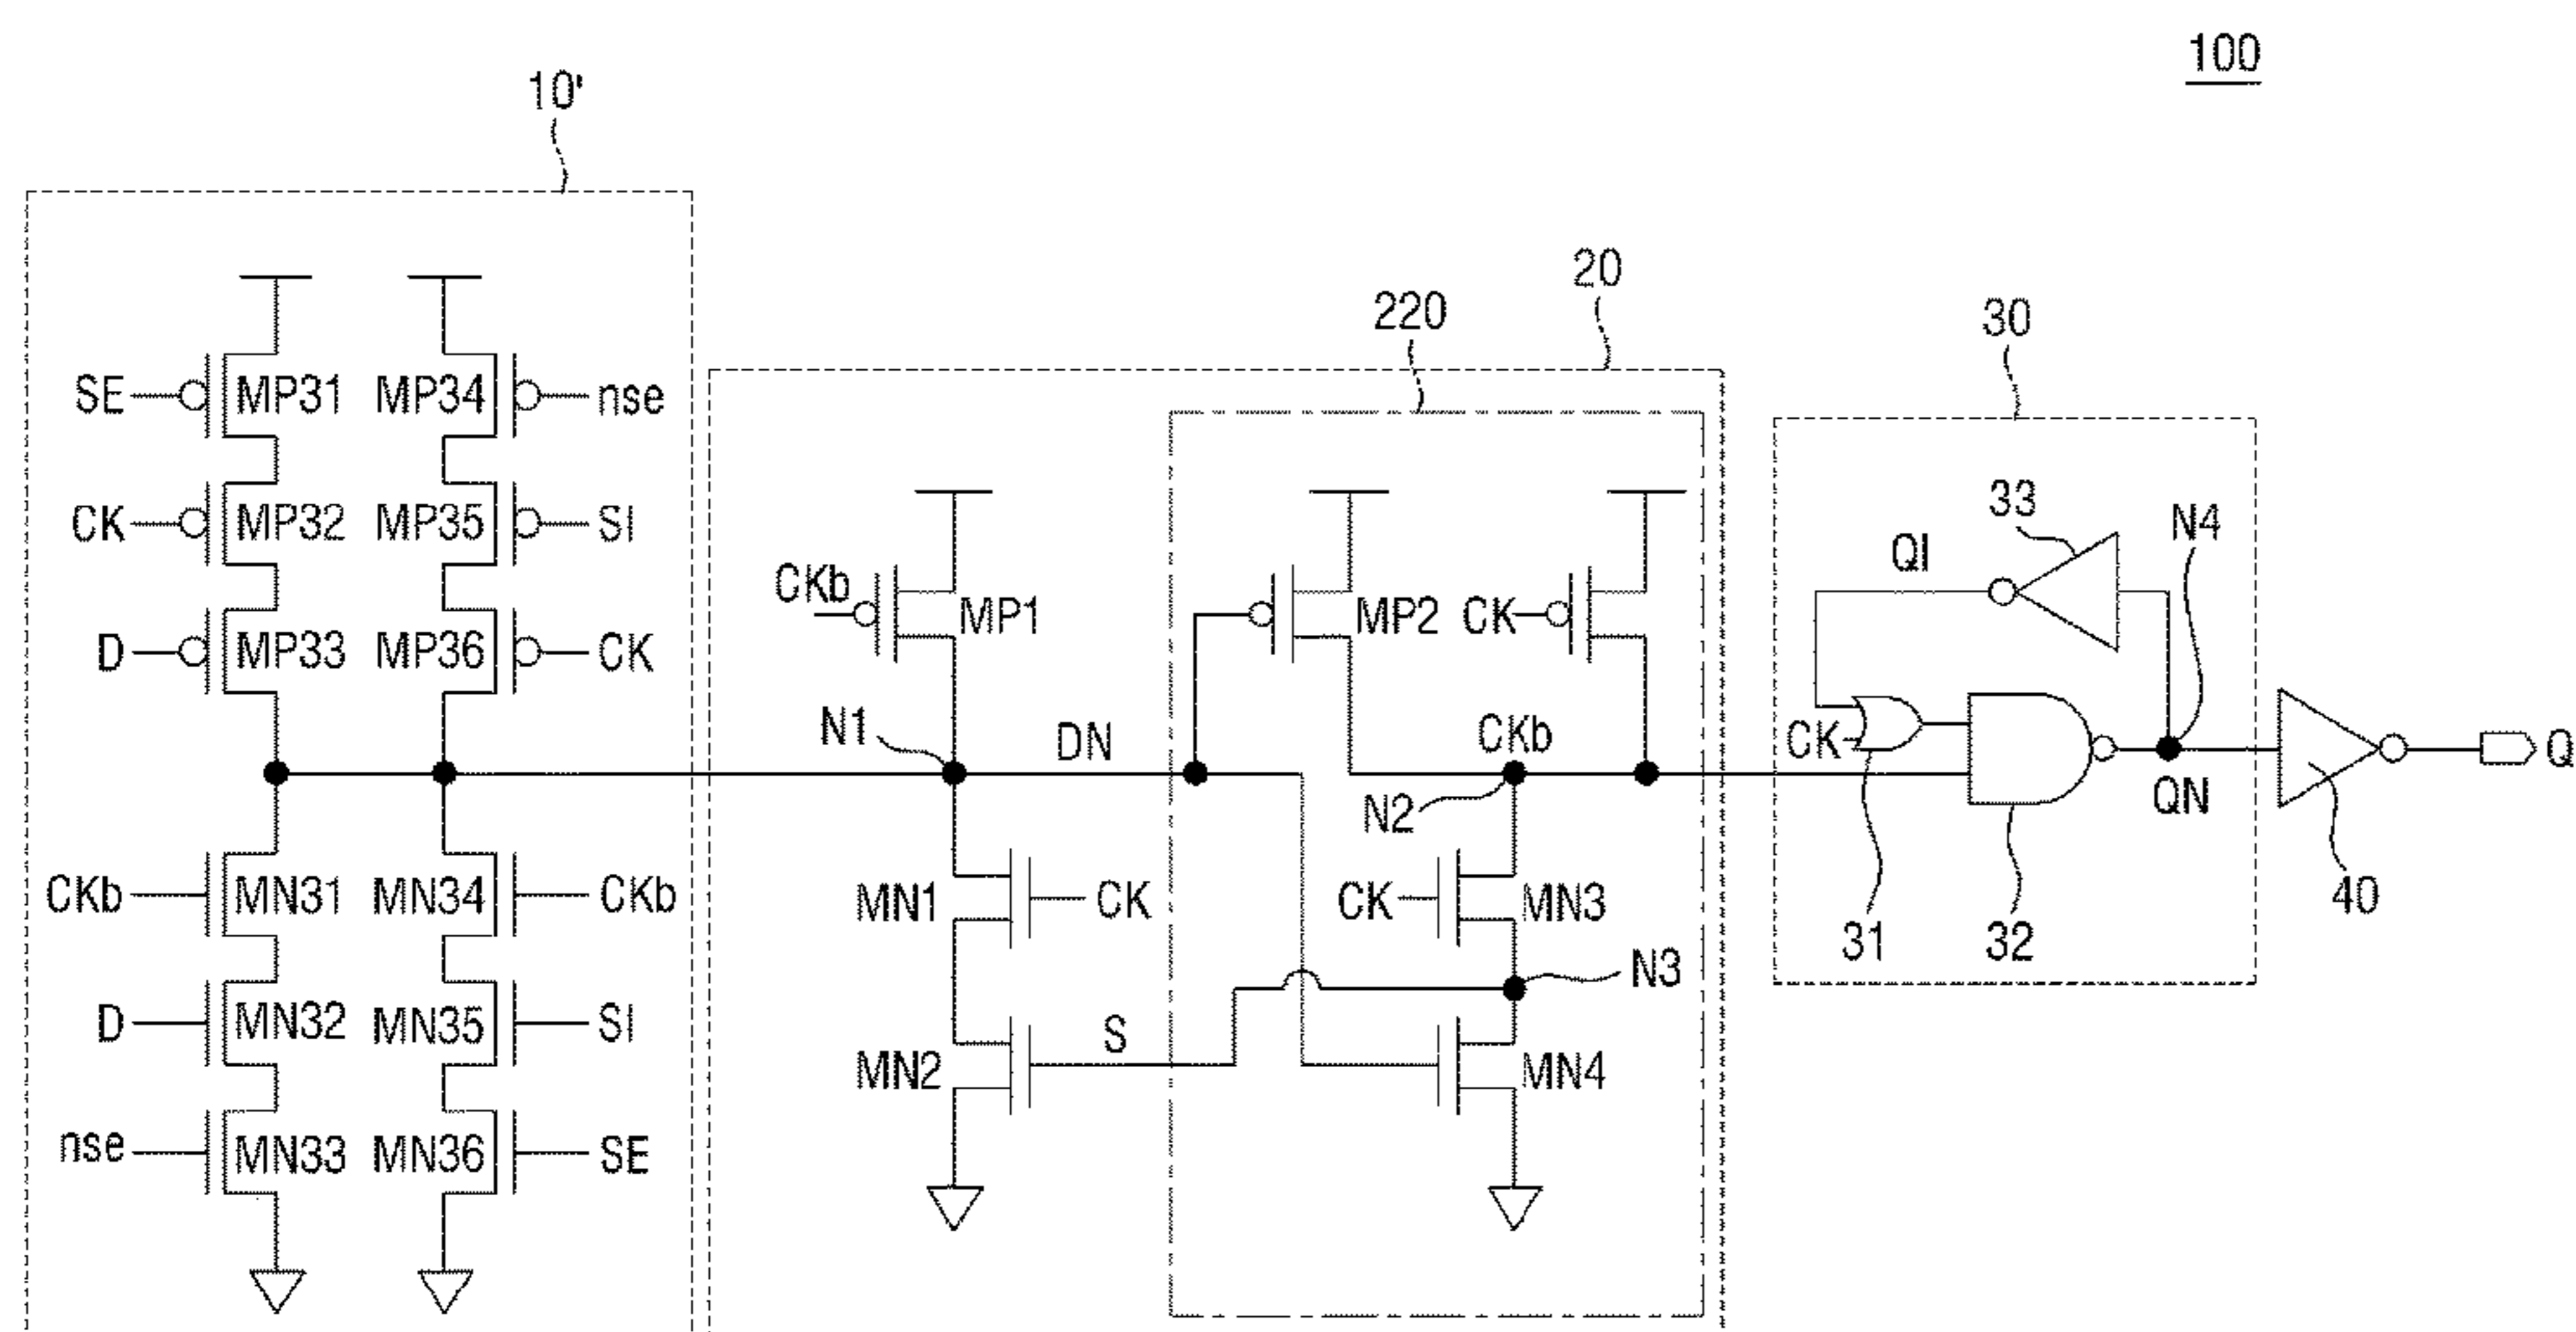 100
10'
20
220
30
SE MP31 MP34 nse
33
N4
CK MP32 MP35 SI
QI
CKb MP1 MP2 CK
D MP33 MP36 CK
N1 DN CKb CK Q
N2 QN
CKb MN31 MN34 CKb MN1 CK CK MN3 40
31 32
N3
D MN32 MN35 SI
S
MN2 MN4
nse MN33 MN36 SE